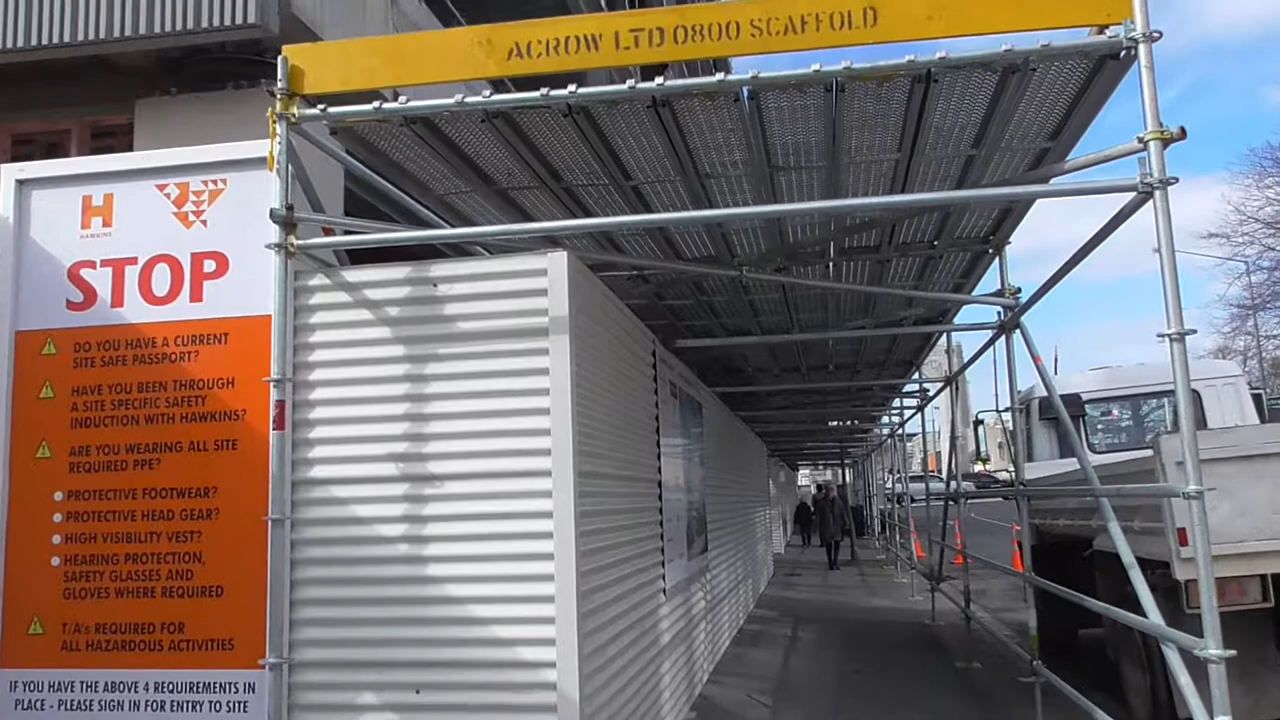 ACROW LTD 0800 SCAFFOLD
HAWKINS
STOP
DO YOU HAVE A CURRENT
SITE SAFE PASSPORT?
HAVE YOU BEEN THROUGH
A SITE SPECIFIC SAFETY
INDUCTION WITH HAWKINS?
ARE YOU WEARING ALL SITE
REQUIRED PPE?
PROTECTIVE FOOTWEAR?
PROTECTIVE HEAD GEAR?
HIGH VISIBILITY VEST?
HEARING PROTECTION,
SAFETY GLASSES AND
GLOVES WHERE REQUIRED
T/A's REQUIRED FOR
ALL HAZARDOUS ACTIVITIES
IF YOU HAVE THE ABOVE 4 REQUIREMENTS IN
PLACE - PLEASE SIGN IN FOR ENTRY TO SITE